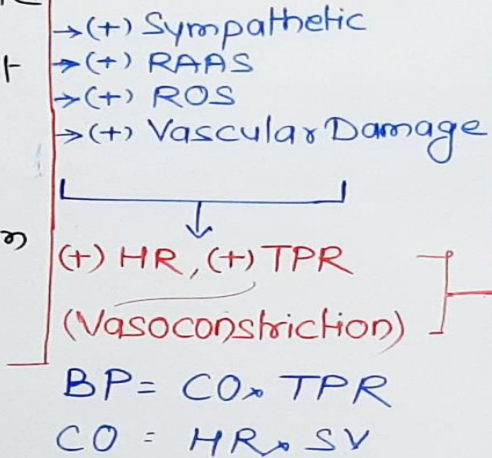 →(+) Sympathetic
→(+) RAAS
→(+) ROS
→(+) Vascular Damage
(+) HR, (+) TPR
(Vasoconstriction)
BP = CO × TPR
CO = HR × SV